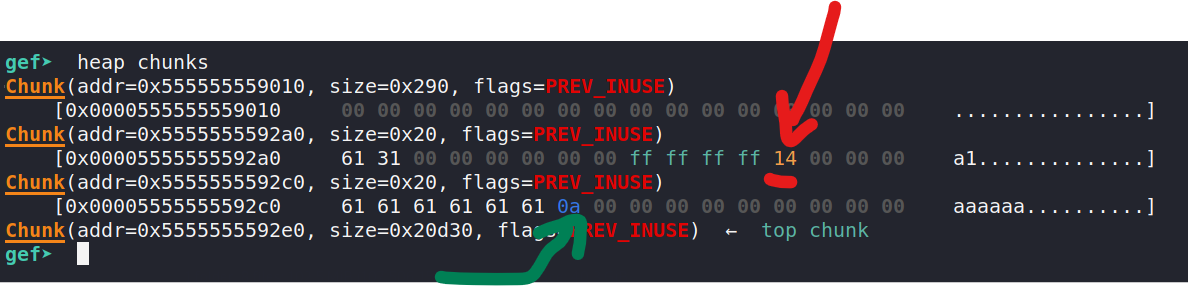 gef➤  heap chunks
Chunk(addr=0x555555559010, size=0x290, flags=PREV_INUSE)
[0x0000555555559010     00 00 00 00 00 00 00 00 00 00 00 00 00 00 00 00    ................]
Chunk(addr=0x5555555592a0, size=0x20, flags=PREV_INUSE)
[0x00005555555592a0     61 31 00 00 00 00 00 00 ff ff ff ff 14 00 00 00    a1..............]
Chunk(addr=0x5555555592c0, size=0x20, flags=PREV_INUSE)
[0x00005555555592c0     61 61 61 61 61 61 0a 00 00 00 00 00 00 00 00 00    aaaaaa..........]
Chunk(addr=0x5555555592e0, size=0x20d30, flags=PREV_INUSE)  ←  top chunk
gef➤